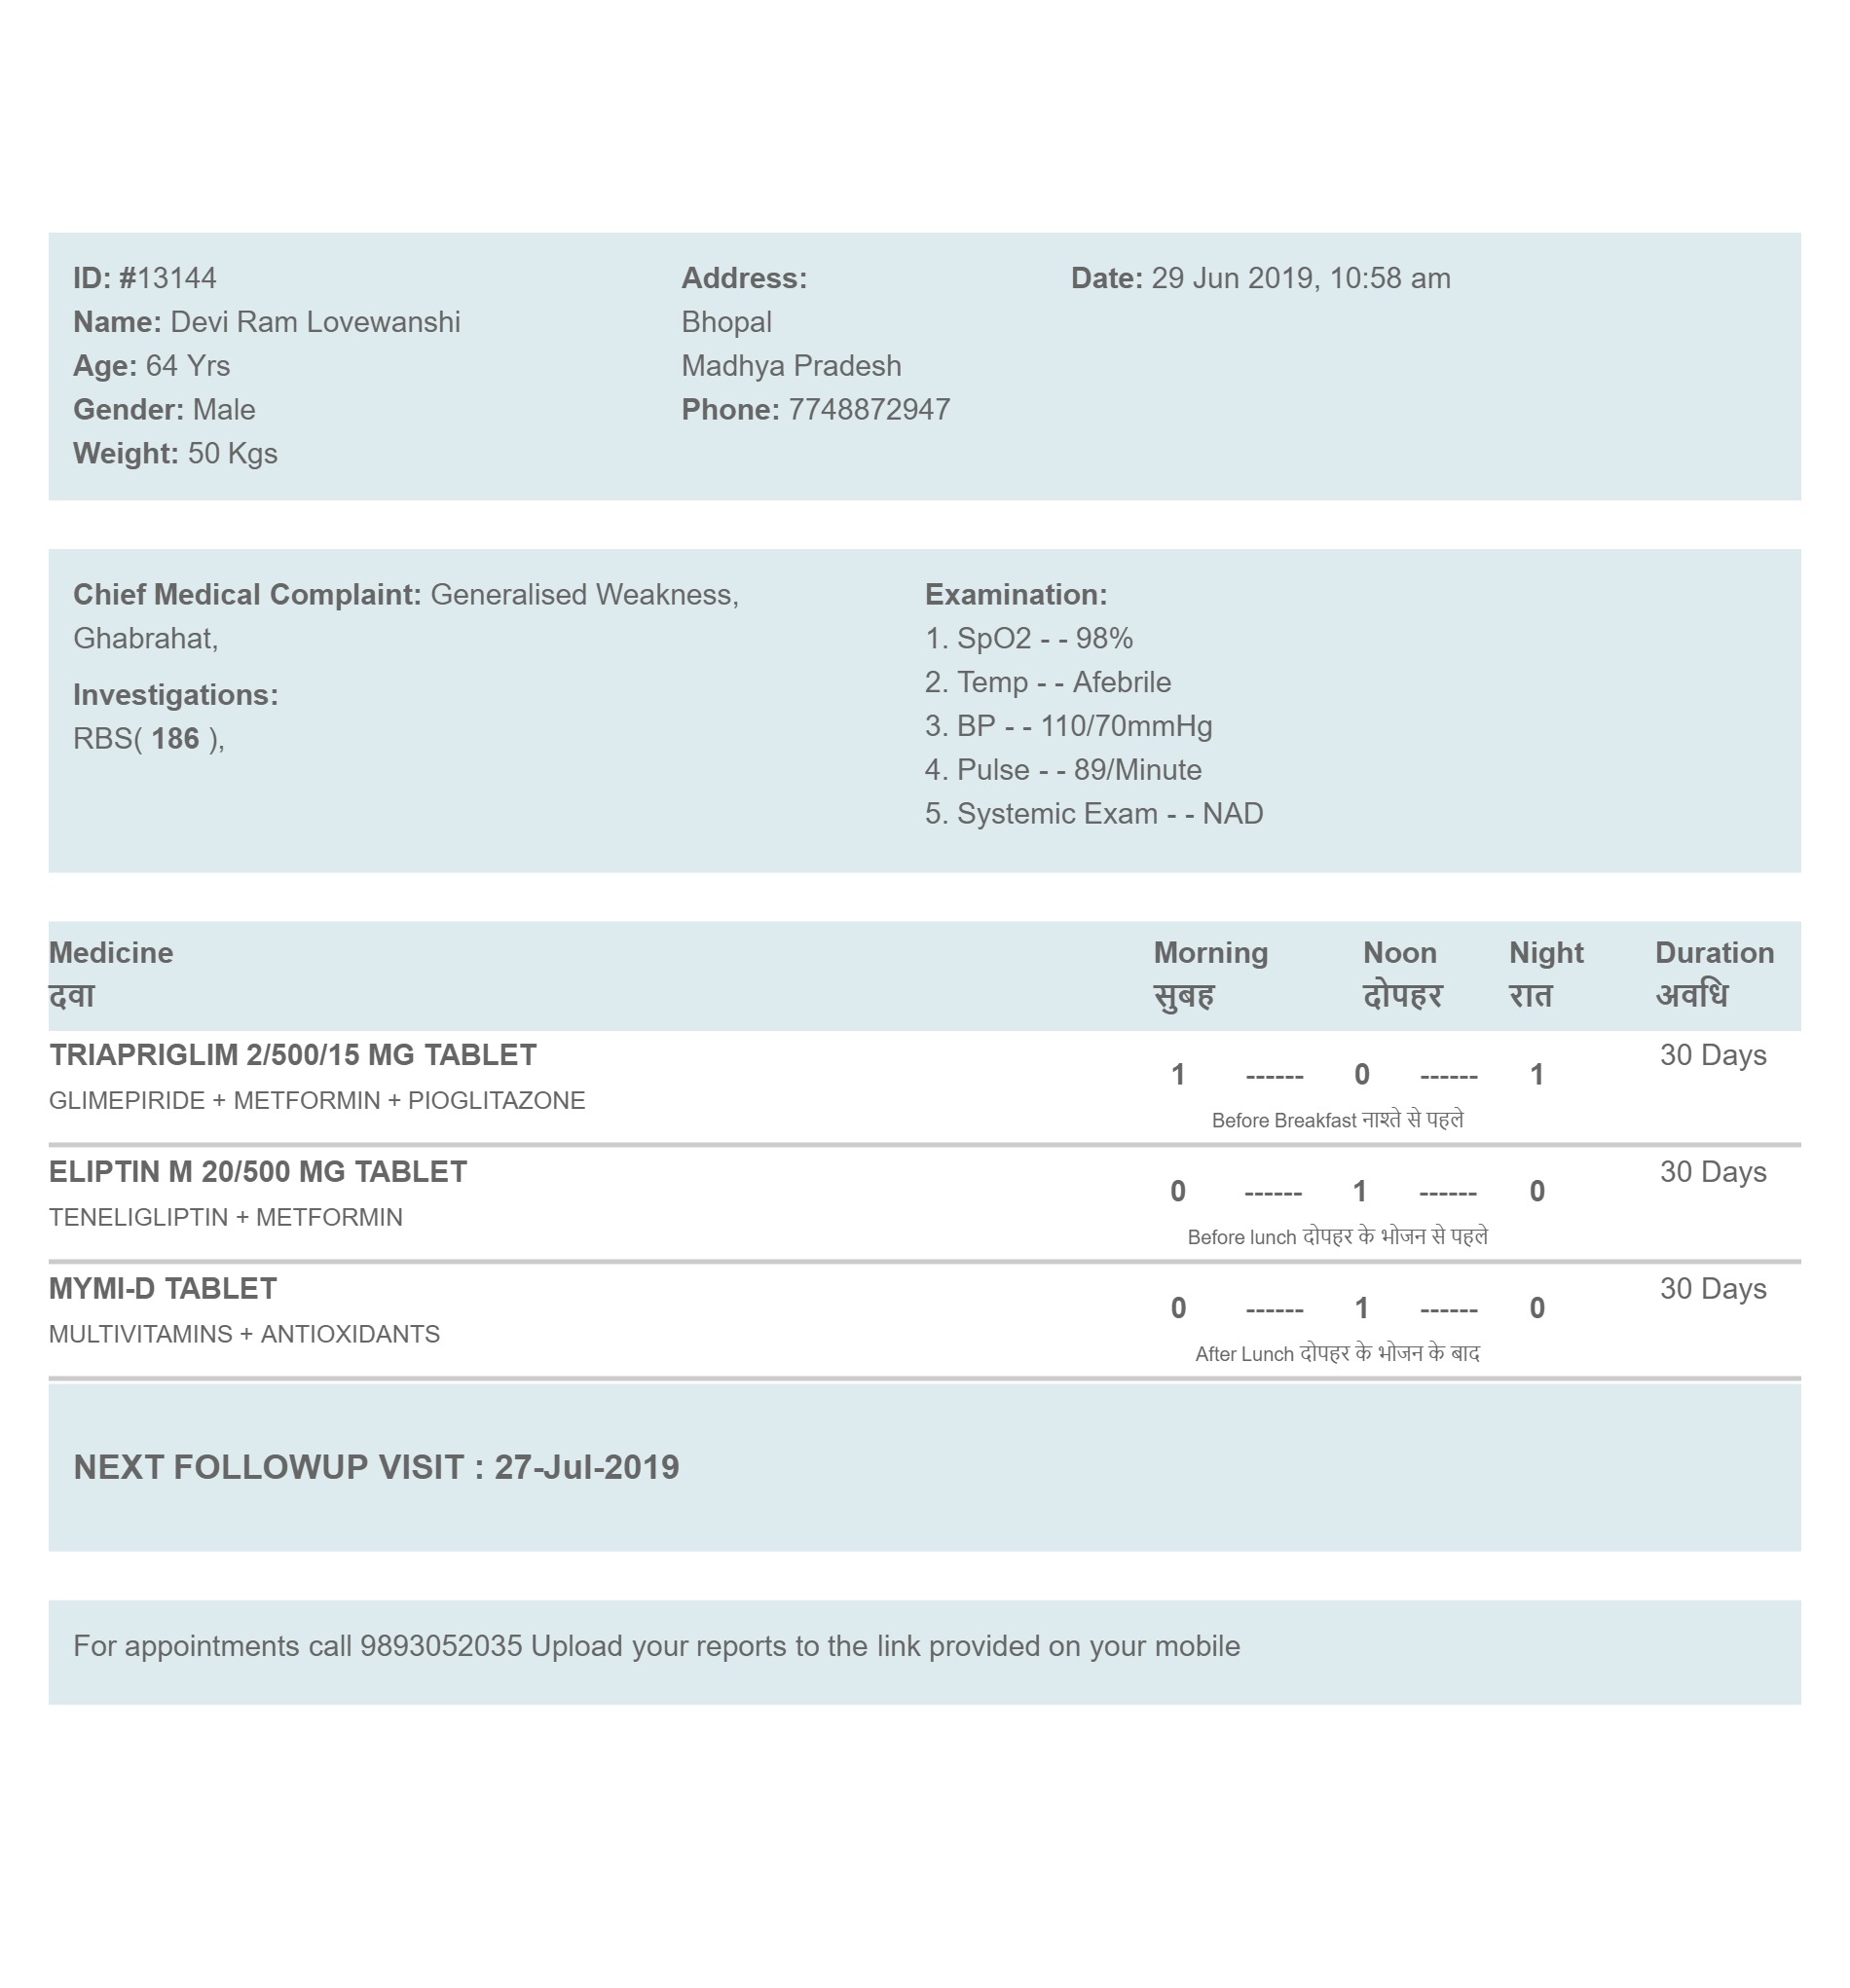 ID: #13144
Name: Devi Ram Lovewanshi
Age: 64 Yrs
Gender: Male
Weight: 50 Kgs
Address:
Bhopal
Madhya Pradesh
Phone: 7748872947
Date: 29 Jun 2019, 10:58 am
Chief Medical Complaint: Generalised Weakness,
Ghabrahat,
Investigations:
RBS( 186 ),
Examination:
1. SpO2 - - 98%
2. Temp - - Afebrile
3. BP - - 110/70mmHg
4. Pulse - - 89/Minute
5. Systemic Exam - - NAD
Medicine Morning Noon Night Duration
दवा सुबह दोपहर रात अवधि
TRIAPRIGLIM 2/500/15 MG TABLET 1 ------ 0 ------ 1 30 Days
GLIMEPIRIDE + METFORMIN + PIOGLITAZONE
Before Breakfast नाश्ते से पहले
ELIPTIN M 20/500 MG TABLET 0 ------ 1 ------ 0 30 Days
TENELIGLIPTIN + METFORMIN
Before lunch दोपहर के भोजन से पहले
MYMI-D TABLET 0 ------ 1 ------ 0 30 Days
MULTIVITAMINS + ANTIOXIDANTS
After Lunch दोपहर के भोजन के बाद
NEXT FOLLOWUP VISIT : 27-Jul-2019
For appointments call 9893052035 Upload your reports to the link provided on your mobile